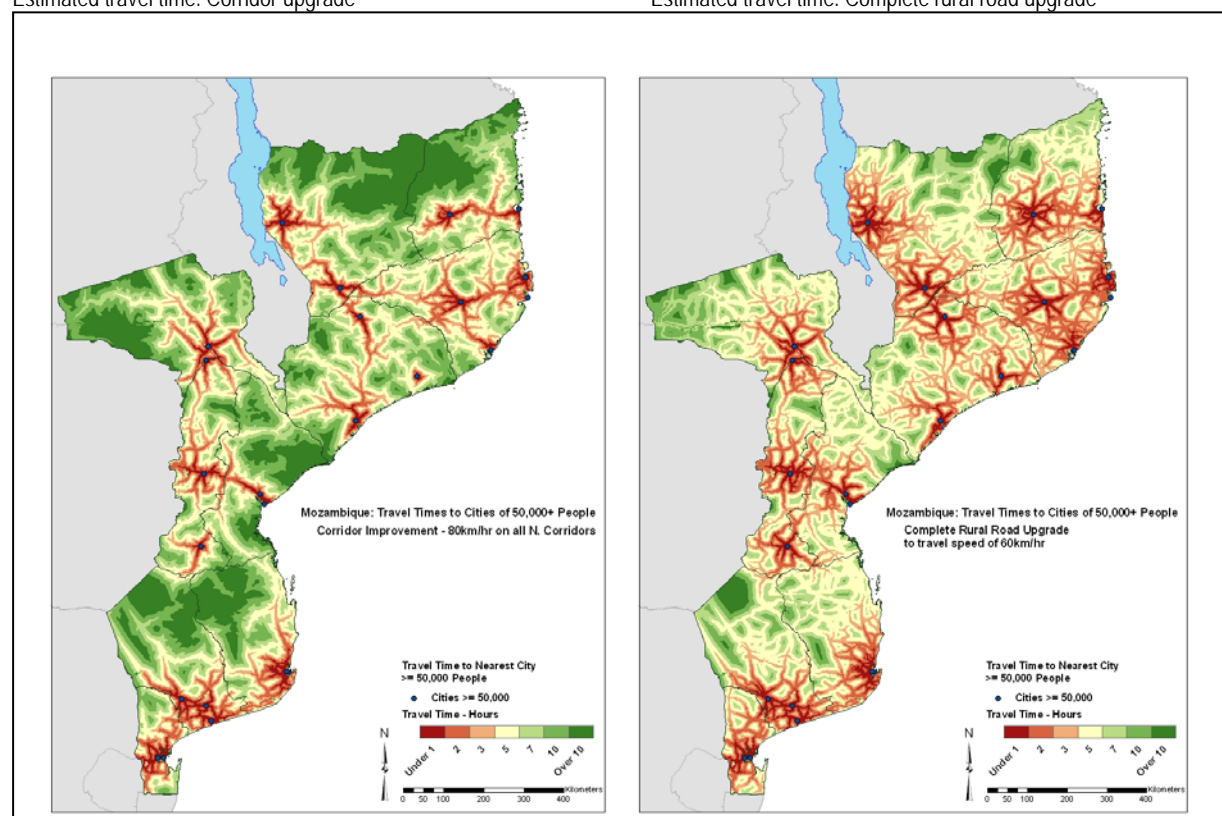 Estimated travel time: Corridor upgrade
Estimated travel time: Complete rural road upgrade
Mozambique: Travel Times to Cities of 50,000+ People
Corridor Improvement - 80km/hr on all N. Corridors
Travel Time to Nearest City
>= 50,000 People
Cities >= 50,000
Travel Time - Hours
Under 1 2 3 5 7 10 Over 10
N
Kilometers
0 50 100 200 300 400
Mozambique: Travel Times to Cities of 50,000+ People
Complete Rural Road Upgrade
to travel speed of 60km/hr
Travel Time to Nearest City
>= 50,000 People
Cities >= 50,000
Travel Time - Hours
Under 1 2 3 5 7 10 Over 10
N
Kilometers
0 50 100 200 300 400